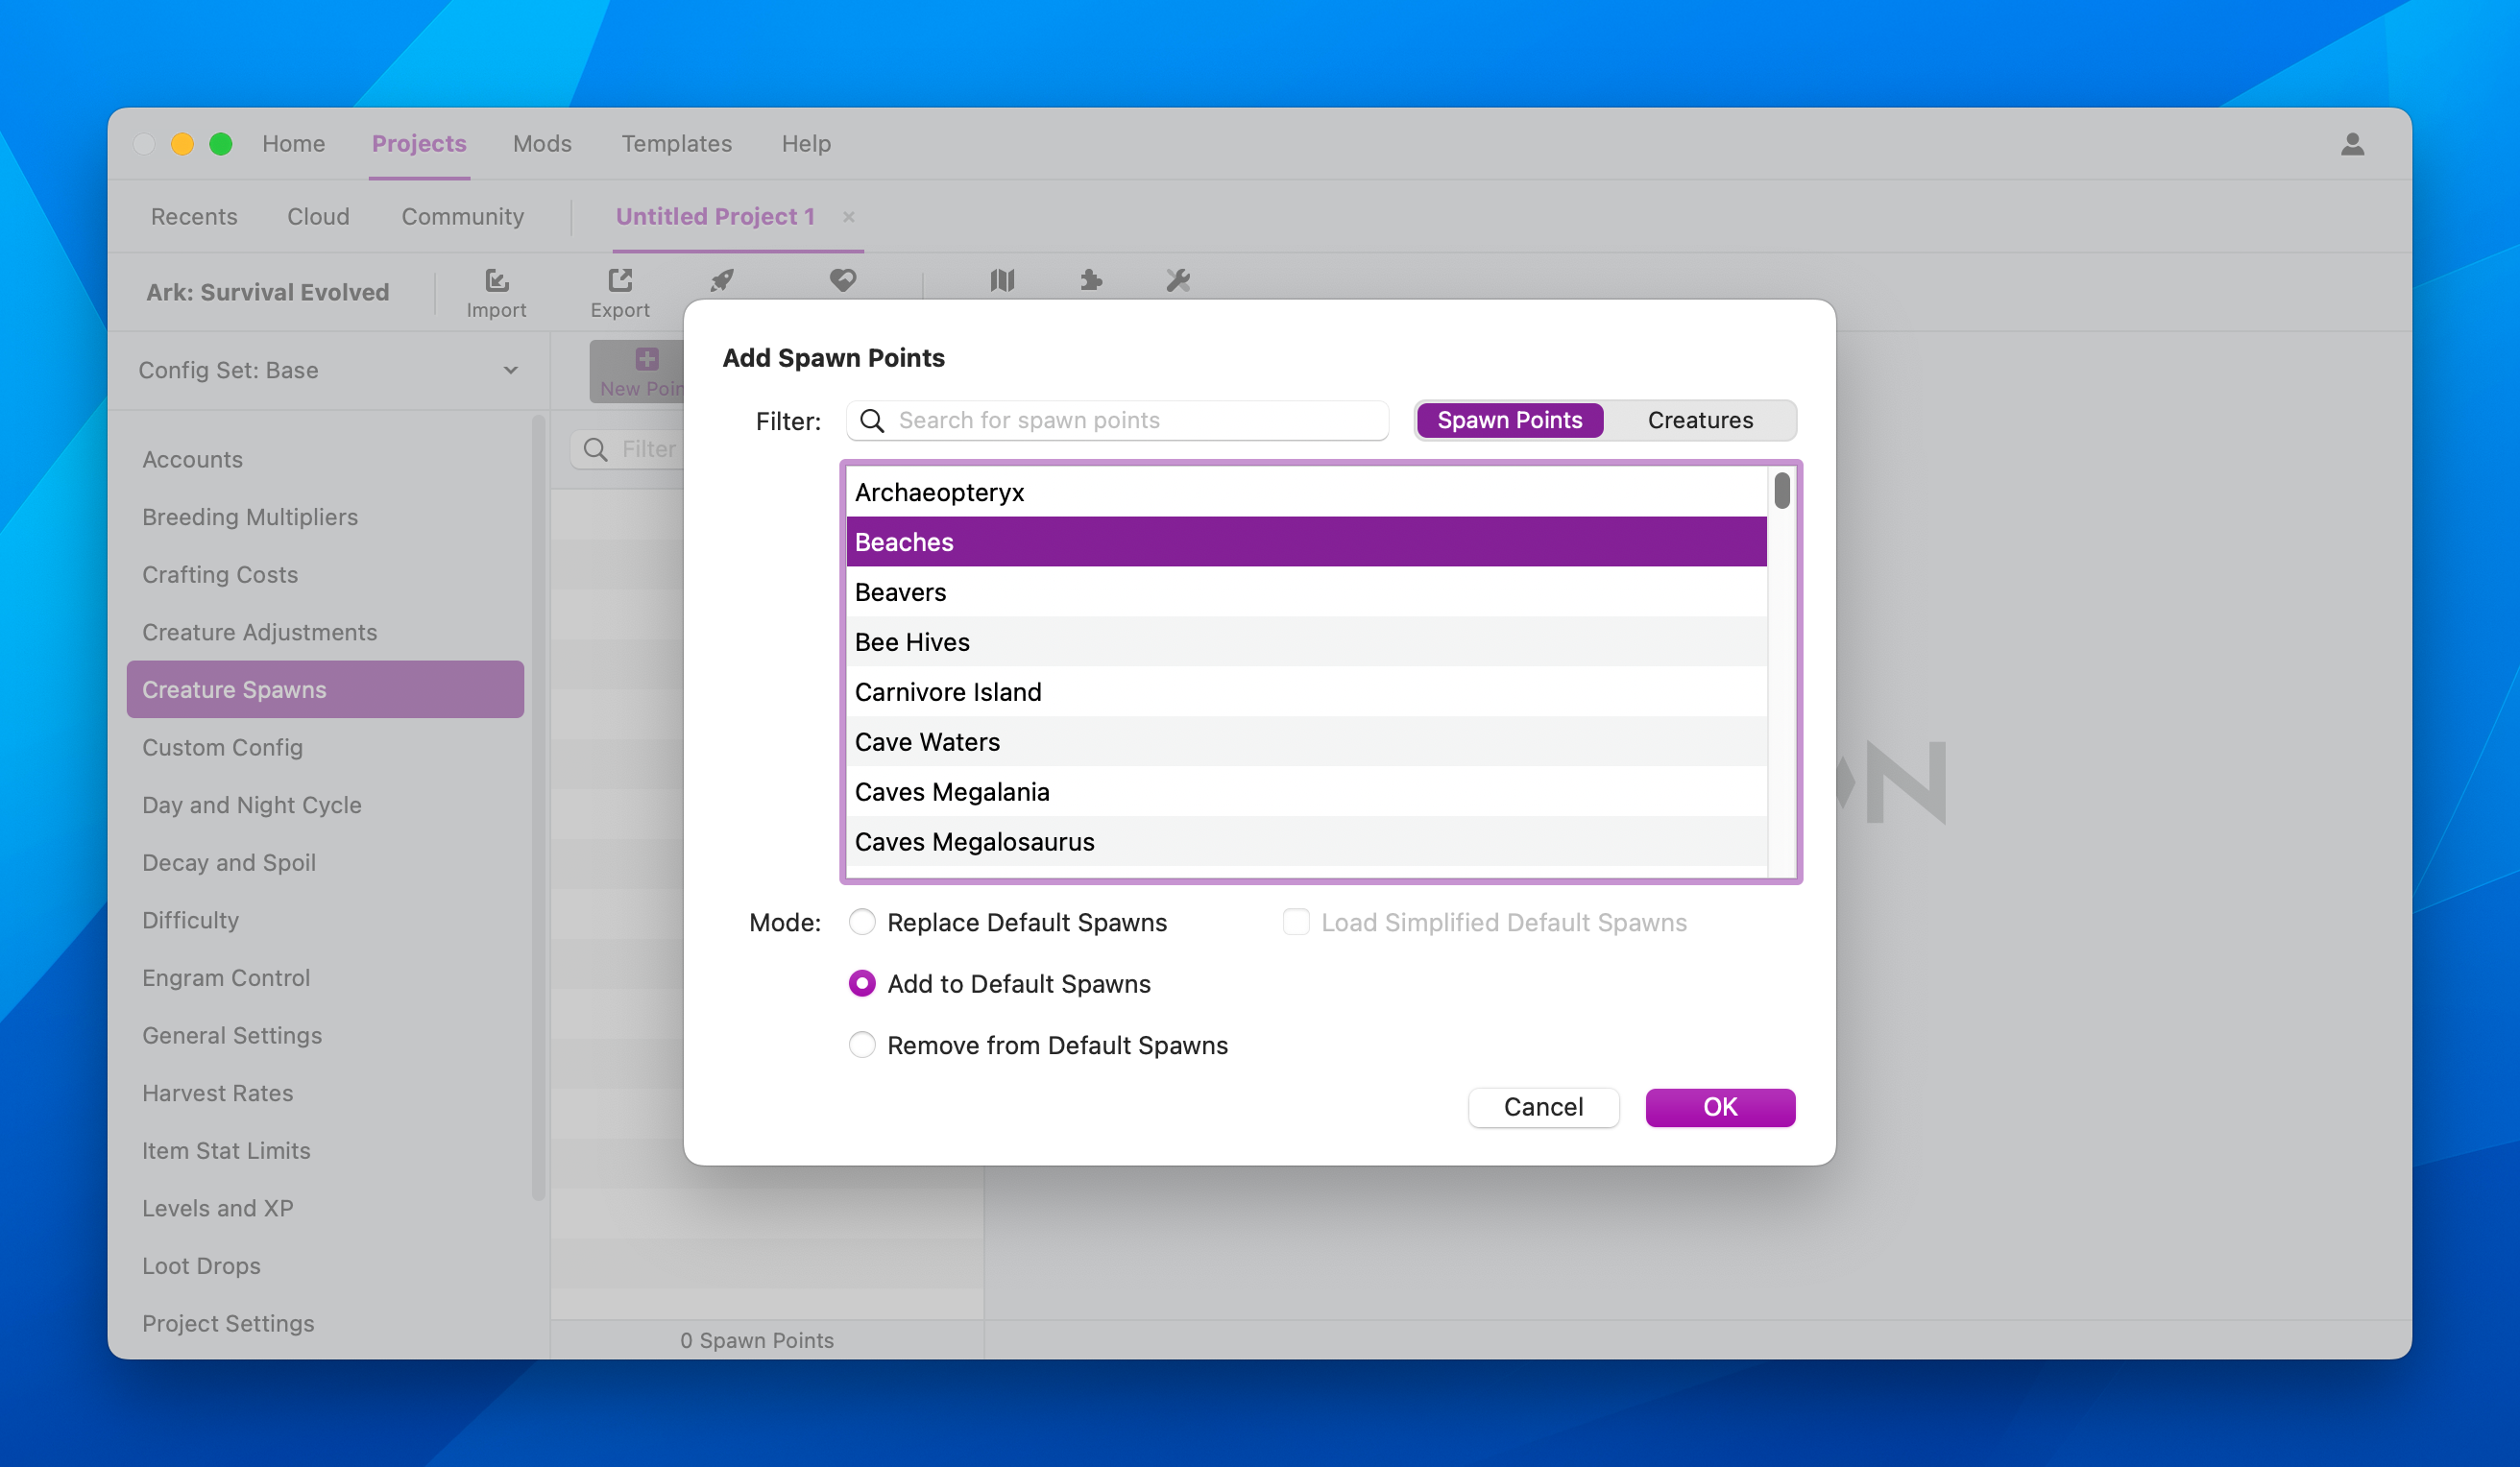 Home Projects Mods Templates Help
Recents Cloud Community Untitled Project 1 ×
Ark: Survival Evolved Import Export
Config Set: Base
New Poin
Filter
Accounts
Breeding Multipliers
Crafting Costs
Creature Adjustments
Creature Spawns
Custom Config
Day and Night Cycle
Decay and Spoil
Difficulty
Engram Control
General Settings
Harvest Rates
Item Stat Limits
Levels and XP
Loot Drops
Project Settings
0 Spawn Points
Add Spawn Points
Filter: Search for spawn points Spawn Points Creatures
Archaeopteryx
Beaches
Beavers
Bee Hives
Carnivore Island
Cave Waters
Caves Megalania
Caves Megalosaurus
Mode: Replace Default Spawns Load Simplified Default Spawns
Add to Default Spawns
Remove from Default Spawns
Cancel OK
N